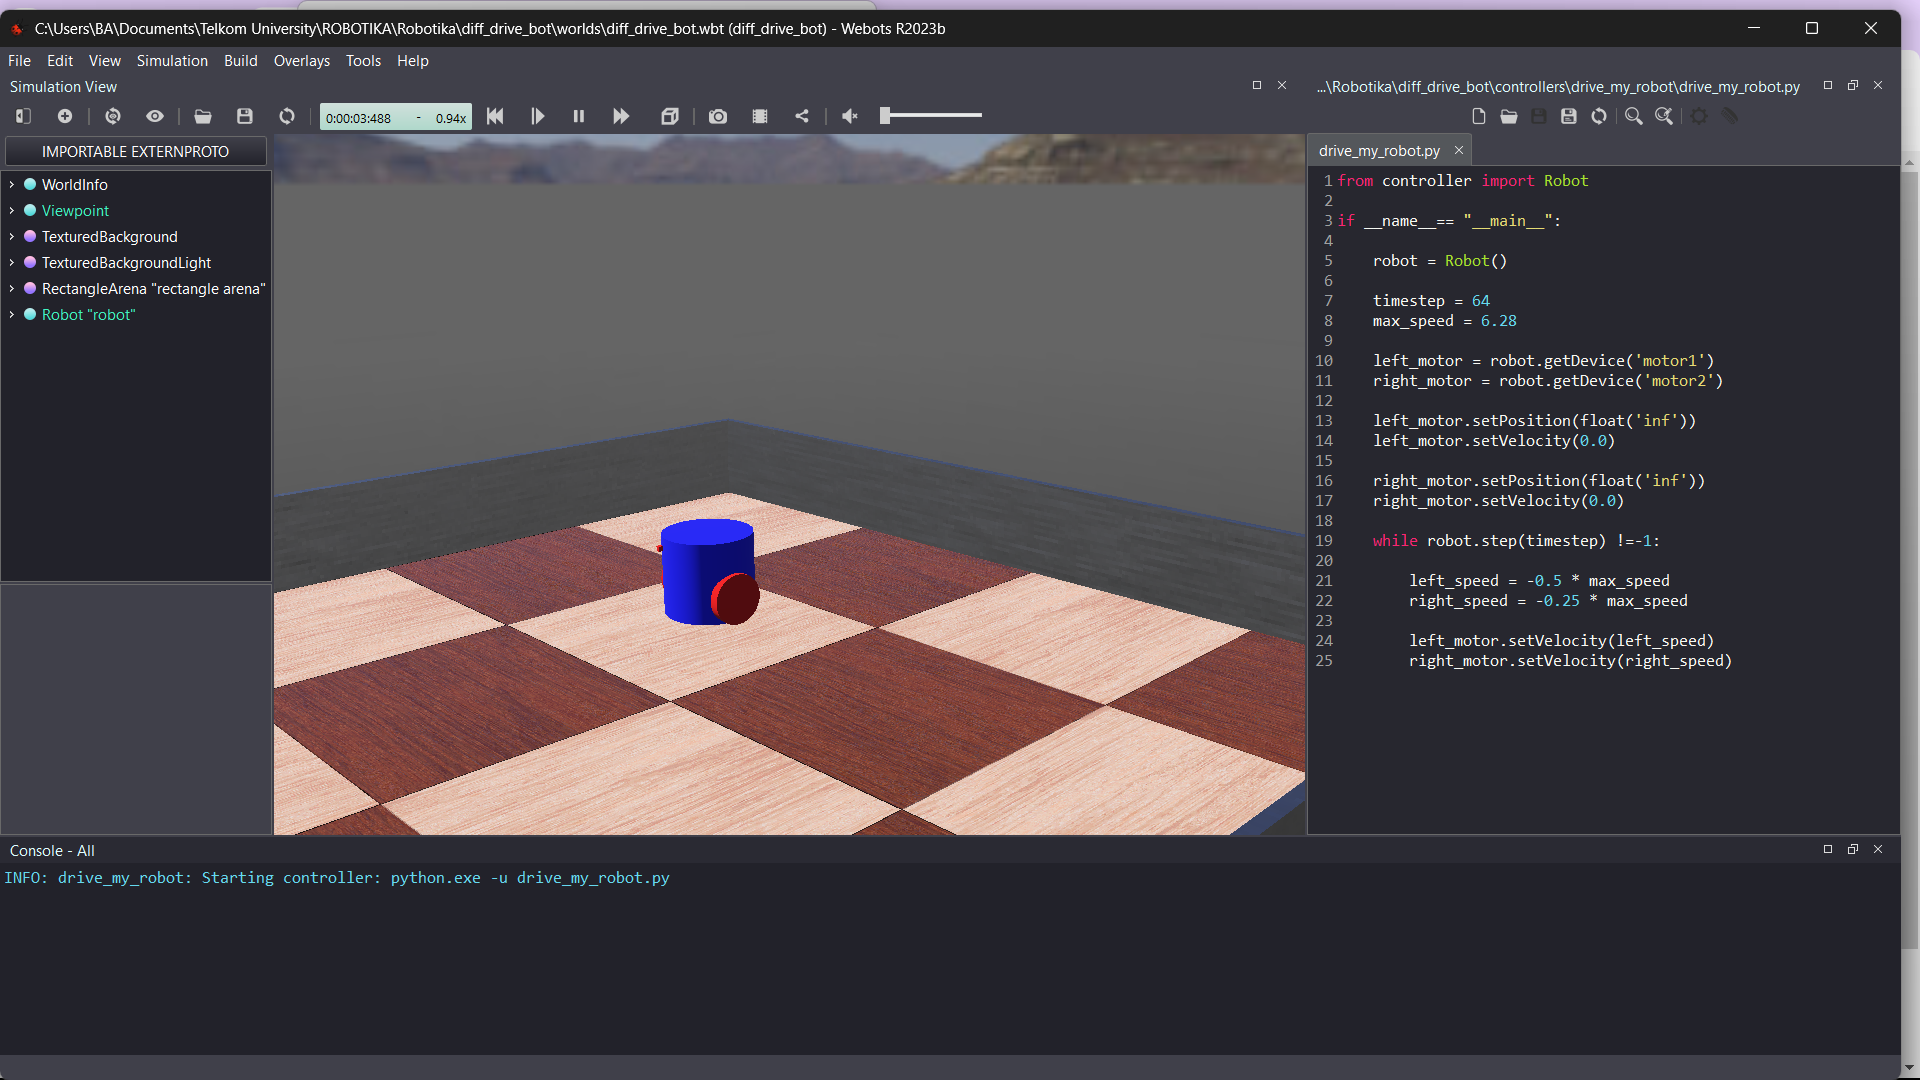 C:\Users\BA\Documents\Telkom University\ROBOTIKA\Robotika\diff_drive_bot\worlds\diff_drive_bot.wbt (diff_drive_bot) - Webots R2023b
File Edit View Simulation Build Overlays Tools Help
Simulation View
0:00:03:488 - 0.94x
IMPORTABLE EXTERNPROTO
WorldInfo
Viewpoint
TexturedBackground
TexturedBackgroundLight
RectangleArena "rectangle arena"
Robot "robot"
...\Robotika\diff_drive_bot\controllers\drive_my_robot\drive_my_robot.py
drive_my_robot.py
1 from controller import Robot
2
3 if __name__== "__main__":
4
5     robot = Robot()
6
7     timestep = 64
8     max_speed = 6.28
9
10     left_motor = robot.getDevice('motor1')
11     right_motor = robot.getDevice('motor2')
12
13     left_motor.setPosition(float('inf'))
14     left_motor.setVelocity(0.0)
15
16     right_motor.setPosition(float('inf'))
17     right_motor.setVelocity(0.0)
18
19     while robot.step(timestep) !=-1:
20
21         left_speed = -0.5 * max_speed
22         right_speed = -0.25 * max_speed
23
24         left_motor.setVelocity(left_speed)
25         right_motor.setVelocity(right_speed)
Console - All
INFO: drive_my_robot: Starting controller: python.exe -u drive_my_robot.py